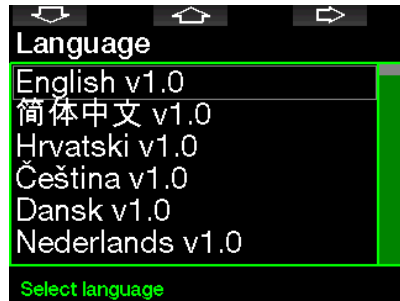 Language
English v1.0
简体中文 v1.0
Hrvatski v1.0
Čeština v1.0
Dansk v1.0
Nederlands v1.0
Select language